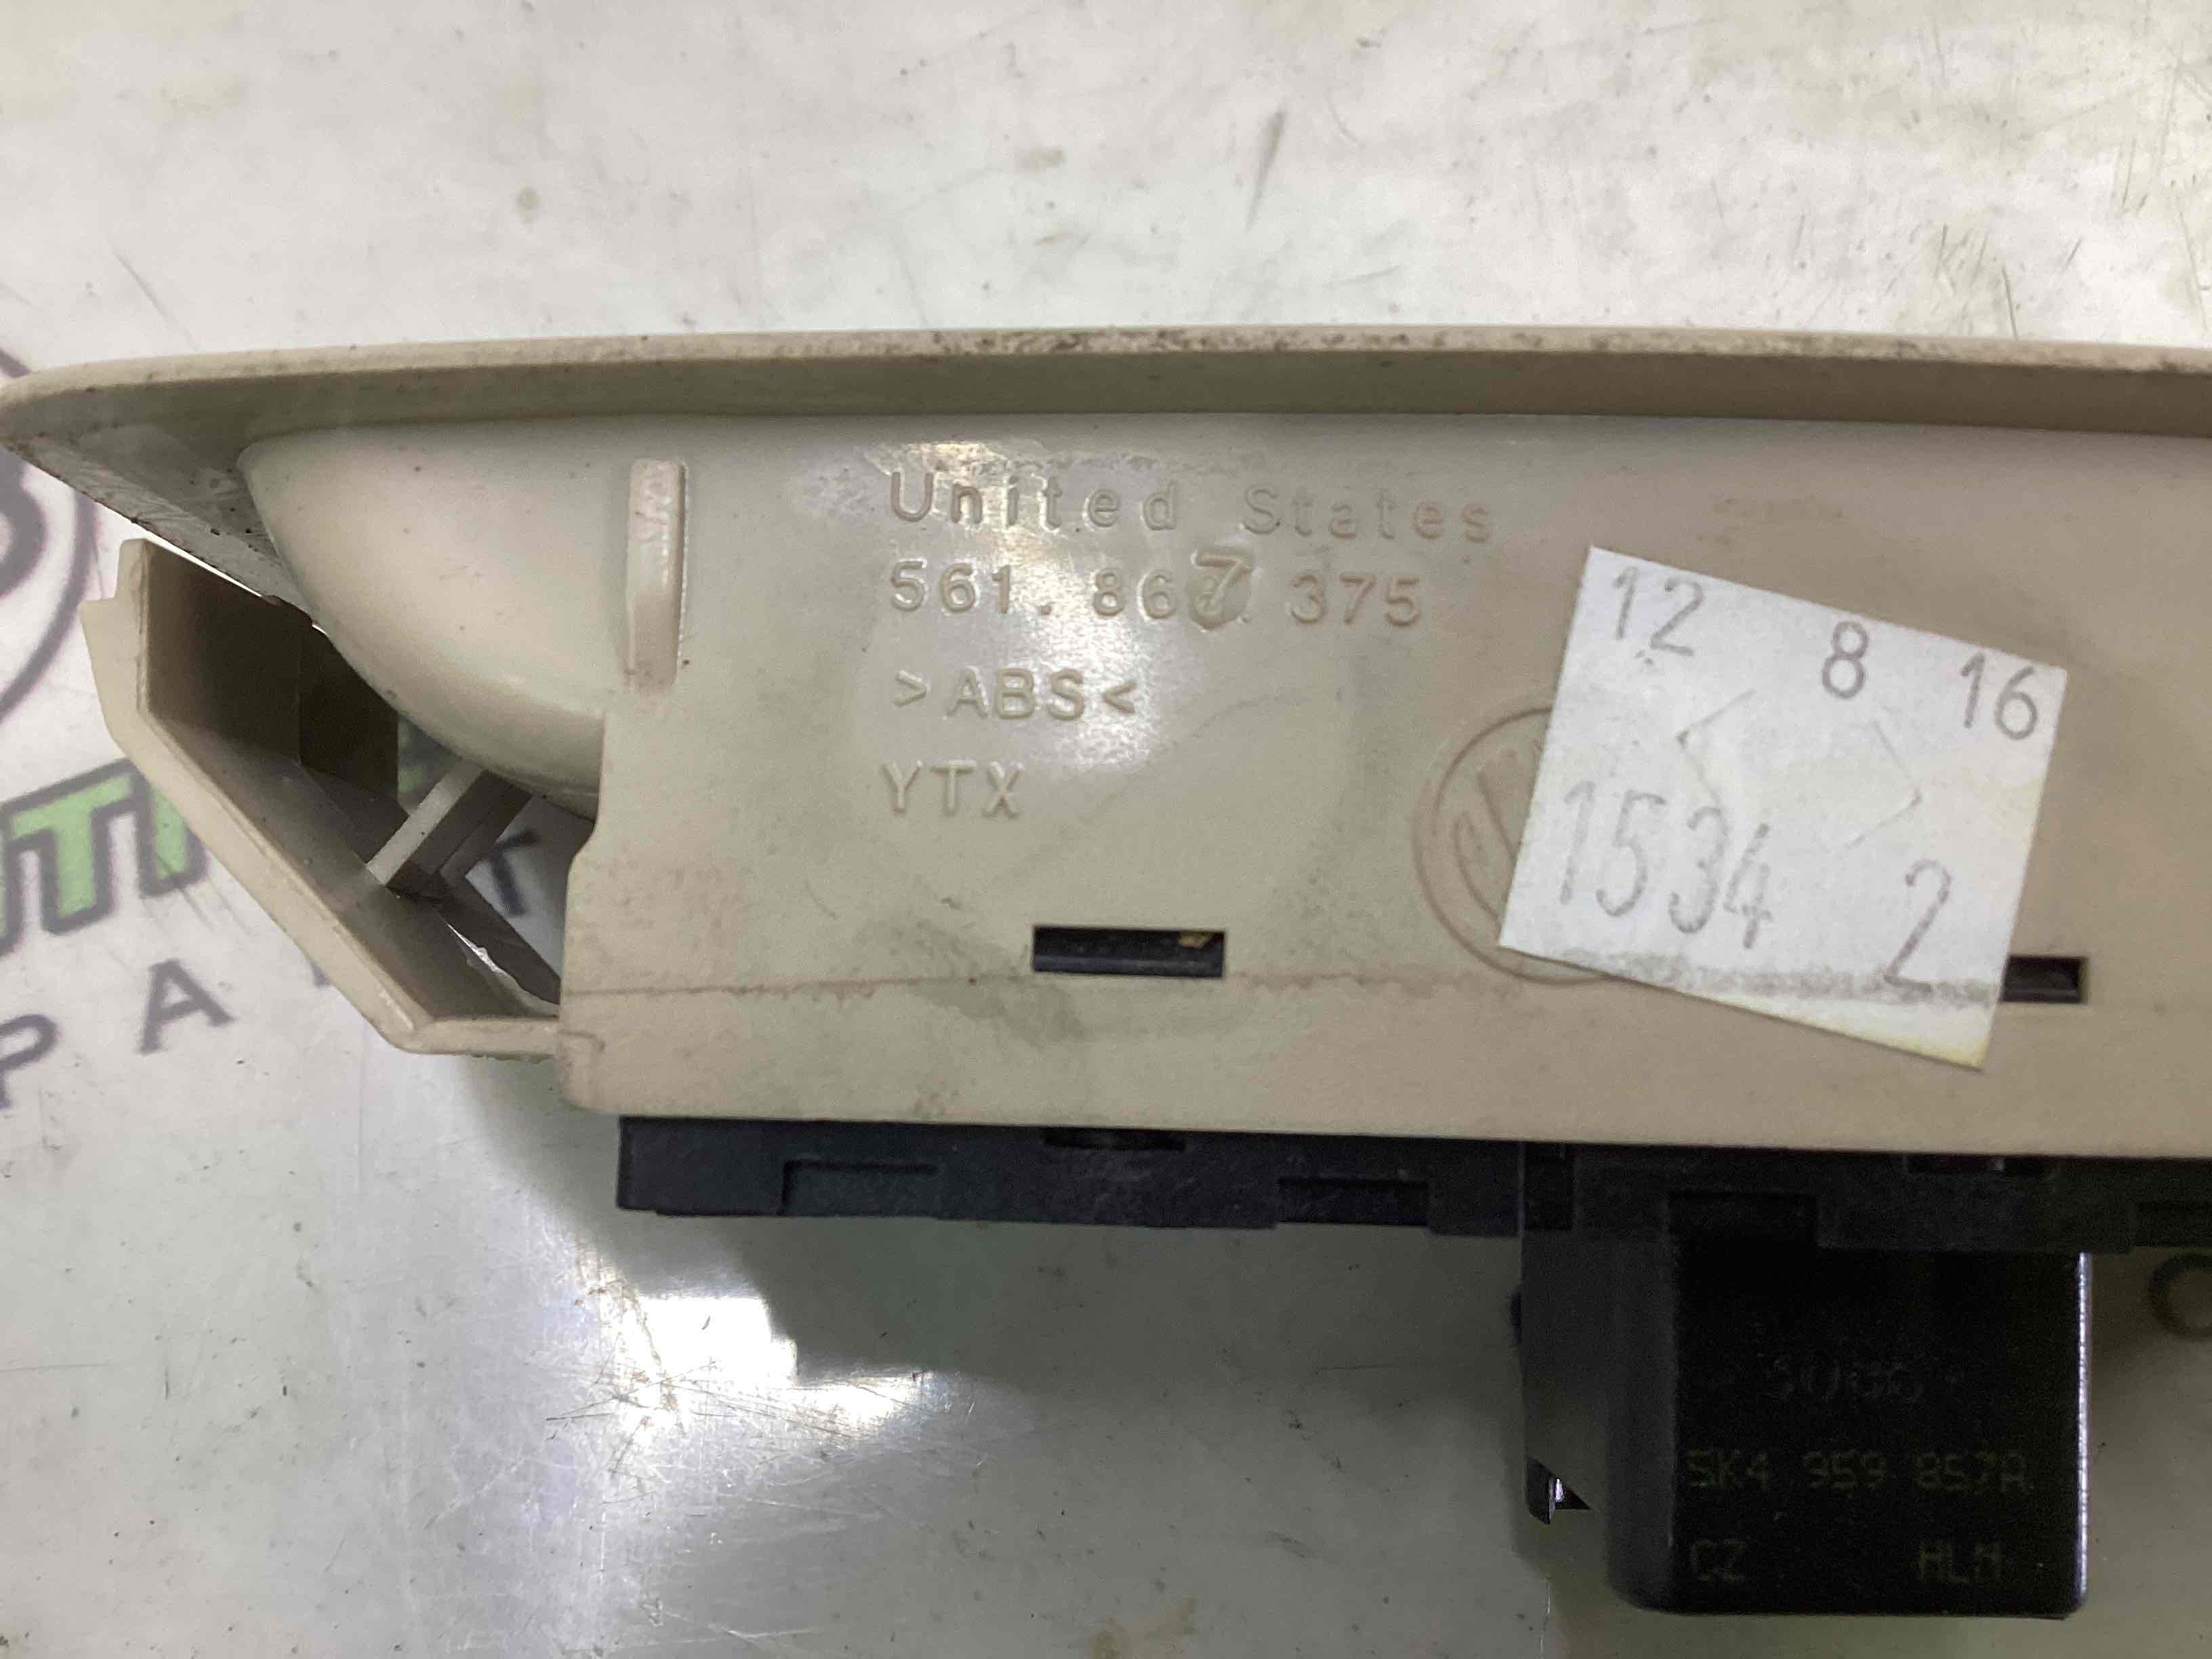 United States
561. 867. 375
>ABS<
YTX
12 8 16
1534 2
5K4 959 857A
CZ HLM